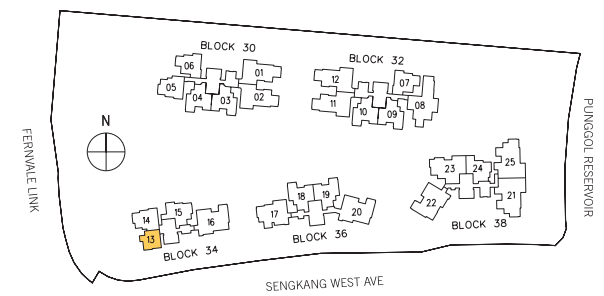 BLOCK 30
06
01
05
04
03
02
BLOCK 32
12
07
11
10
09
08
N
FERNVALE LINK
PUNGGOL RESERVOIR
14
15
16
13
BLOCK 34
17
18
19
20
BLOCK 36
23
24
25
22
21
BLOCK 38
SENGKANG WEST AVE